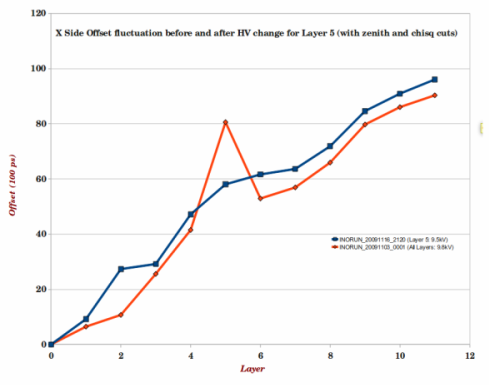 120
X Side Offset fluctuation before and after HV change for Layer 5 (with zenith and chisq cuts)
100
80
60
40
20
0
Offset (100 ps)
INORUN_20091116_2120 (Layer 5: 9.5kV)
INORUN_20091103_0001 (All Layers: 9.8kV)
0 2 4 6 8 10 12
Layer